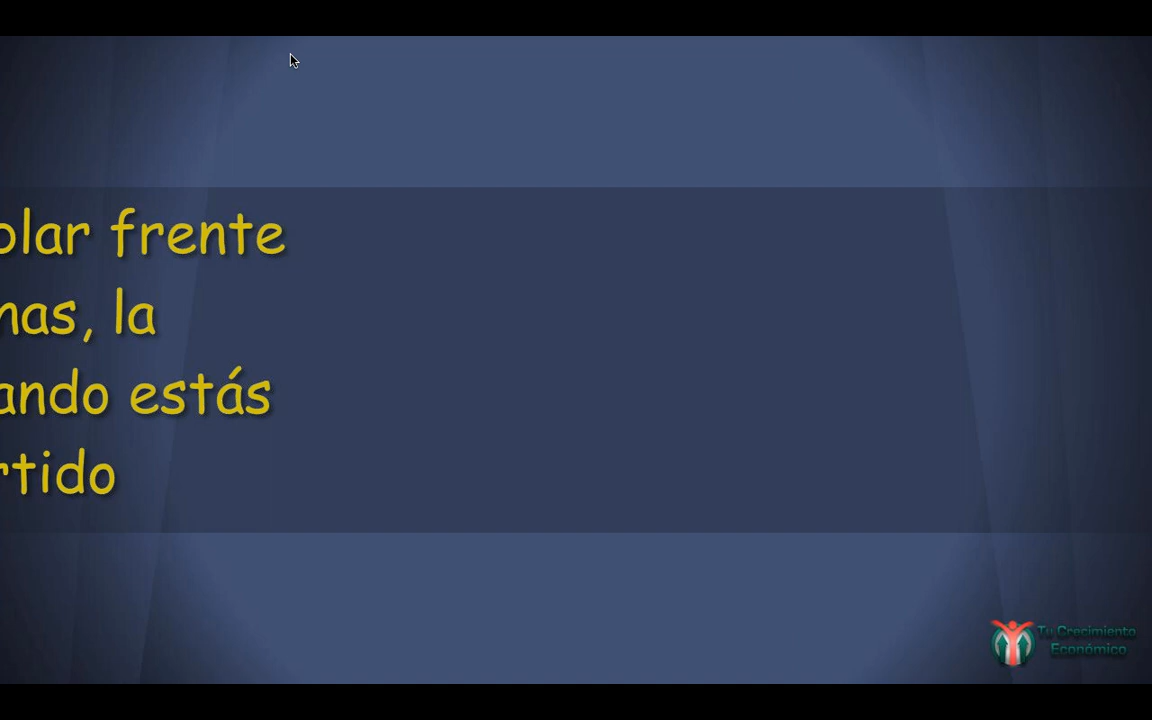 olar frente
nas, la
ando estás
rtido
Tu Crecimiento
Económico